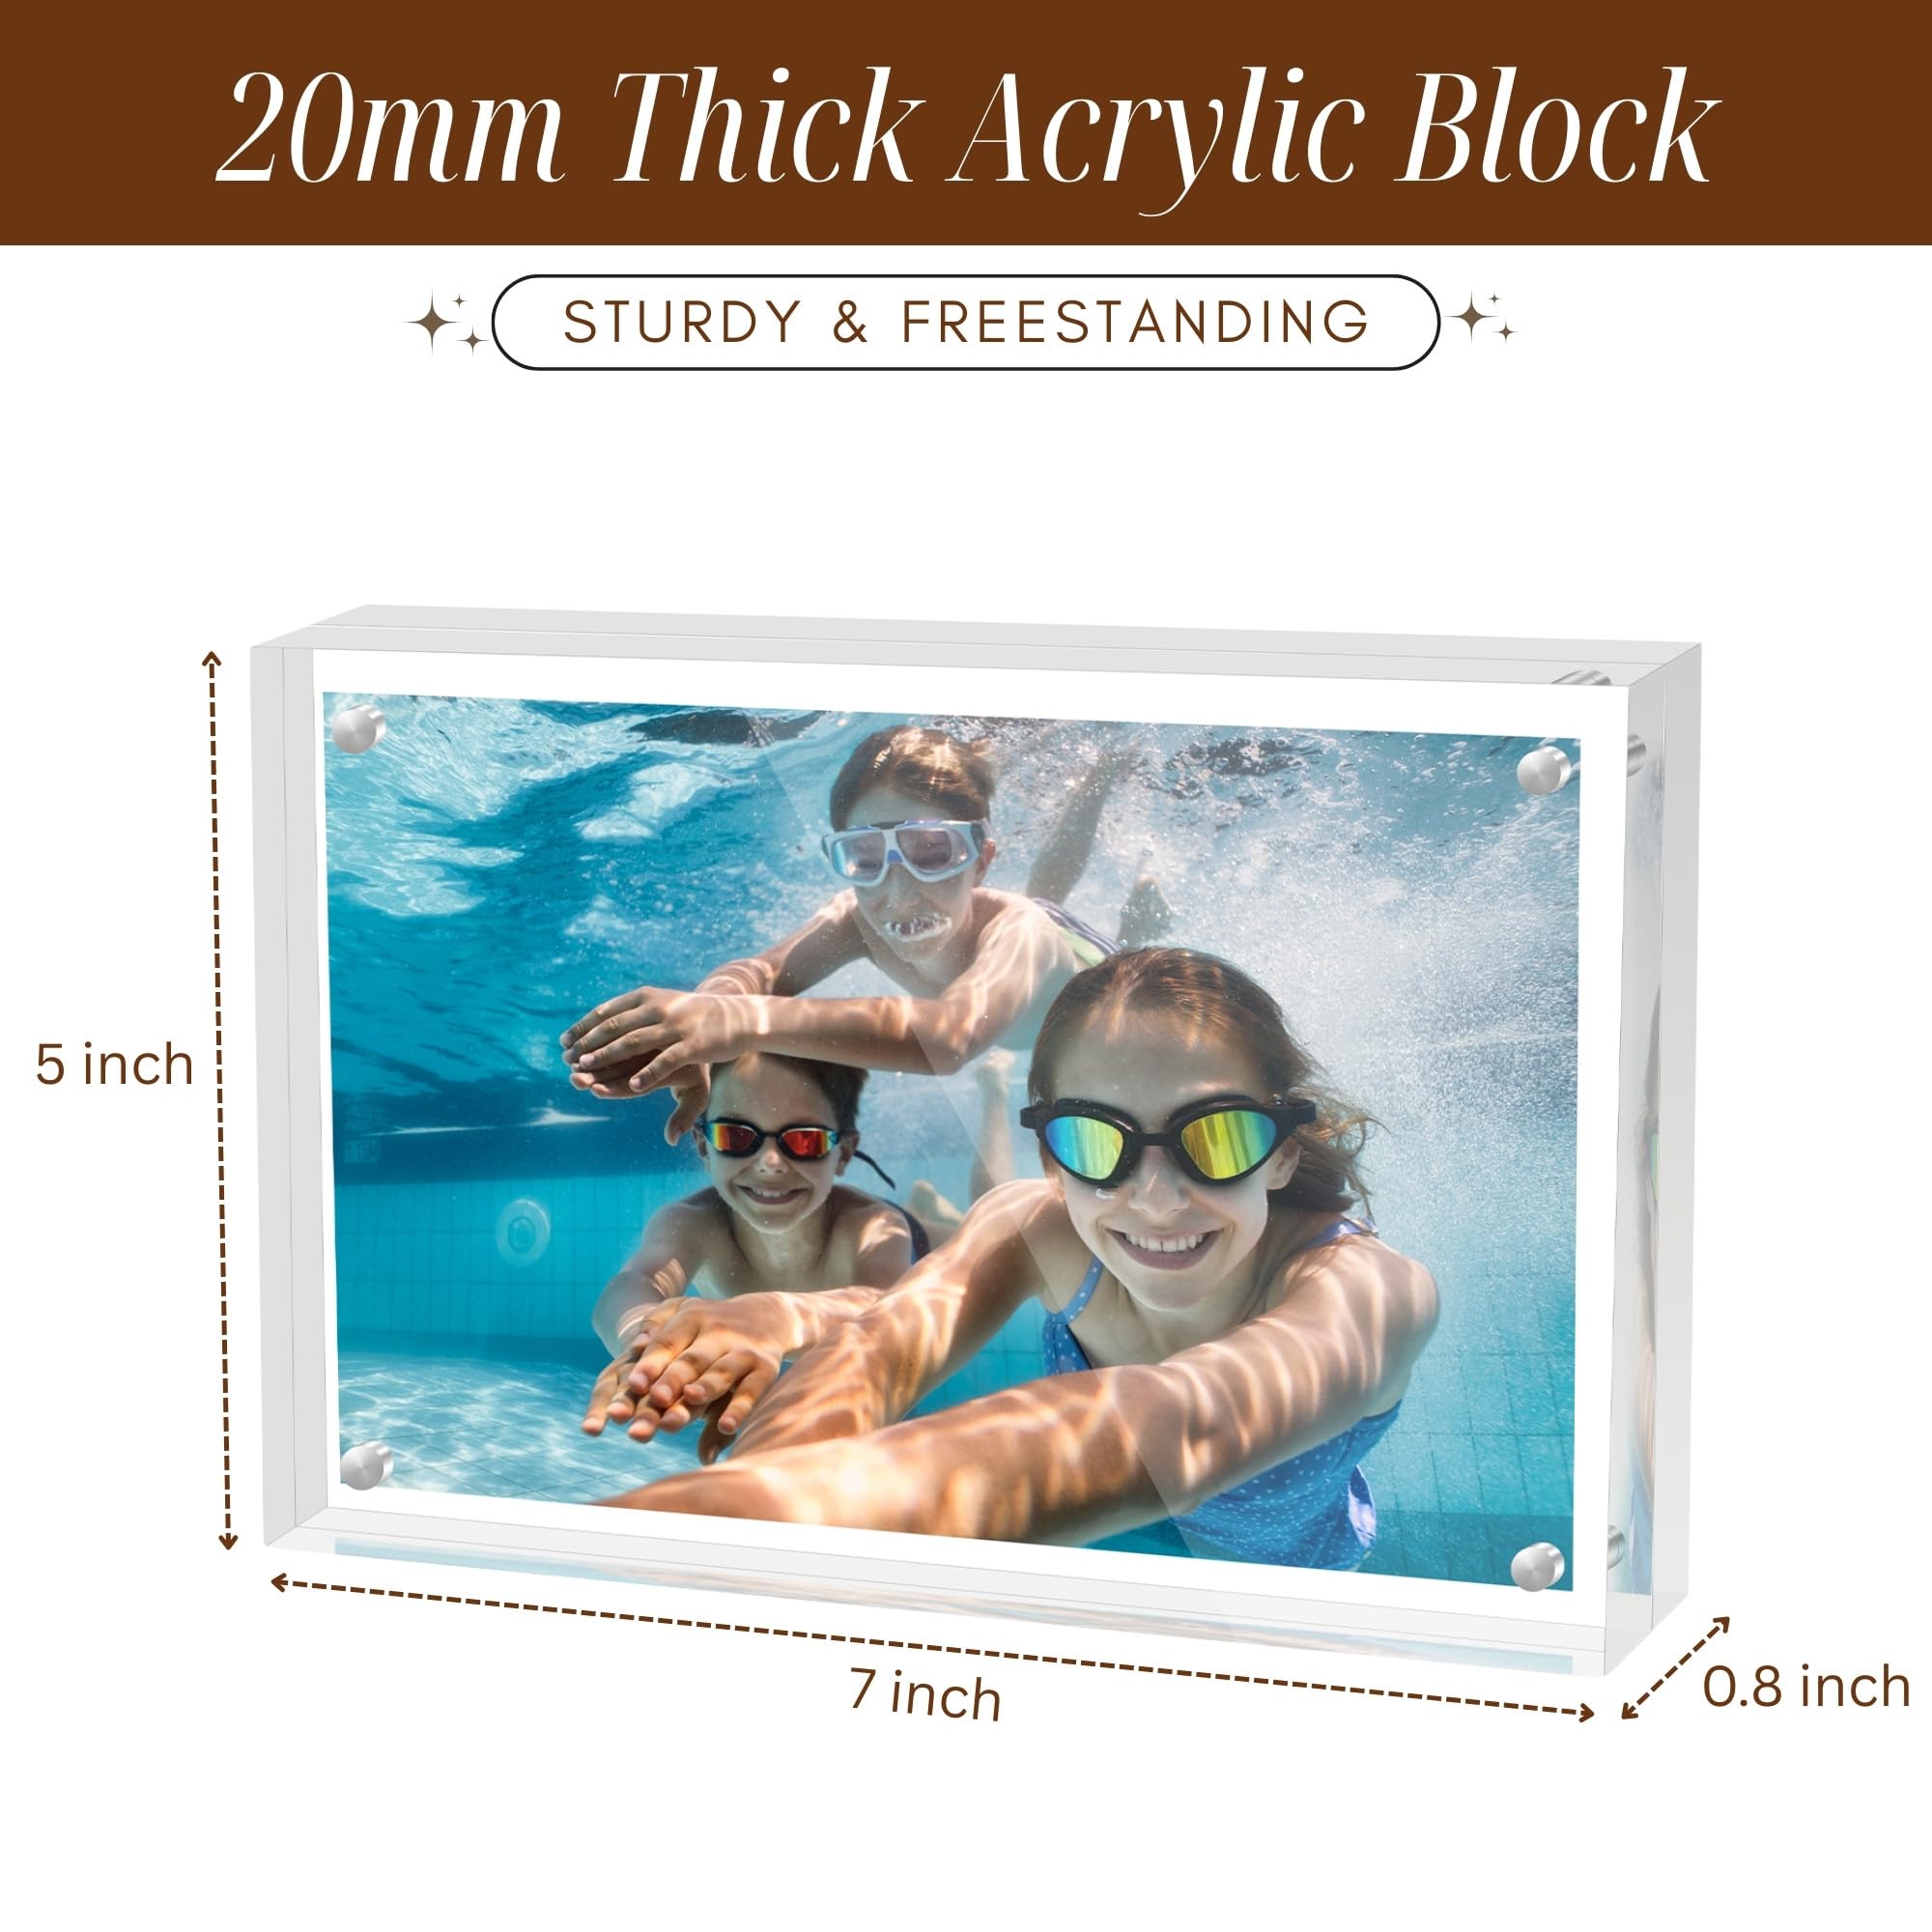 20mm Thick Acrylic Block
STURDY & FREESTANDING
5 inch
7 inch
0.8 inch